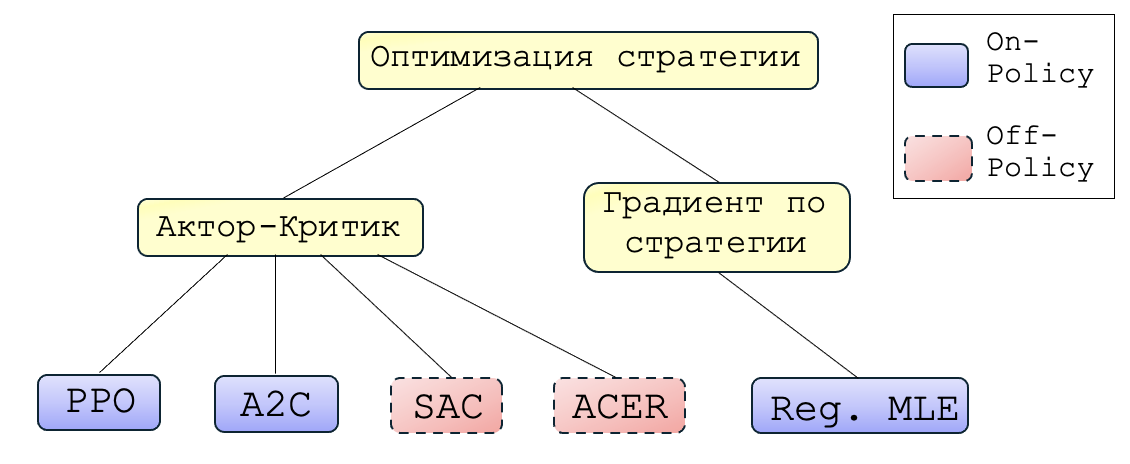 Оптимизация стратегии
On-
Policy
Off-
Policy
Актор-Критик
Градиент по
стратегии
PPO
A2C
SAC
ACER
Reg. MLE